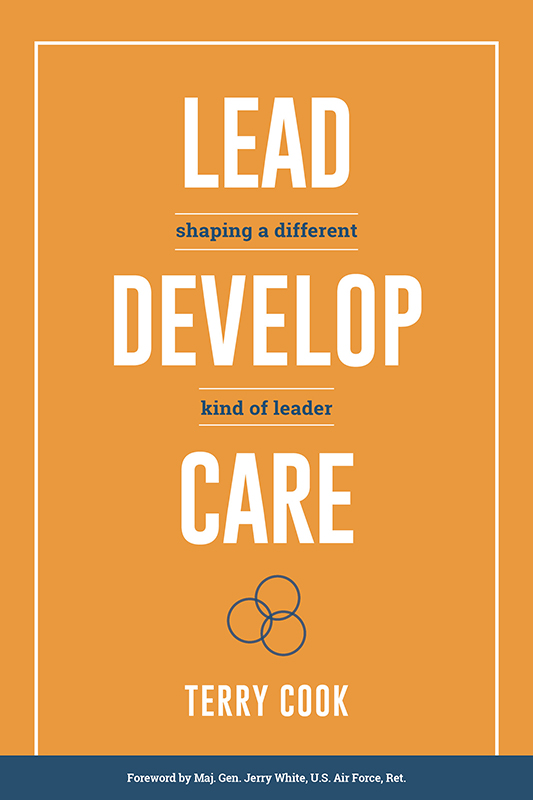 LEAD
shaping a different
DEVELOP
kind of leader
CARE
TERRY COOK
Foreword by Maj. Gen. Jerry White, U.S. Air Force, Ret.